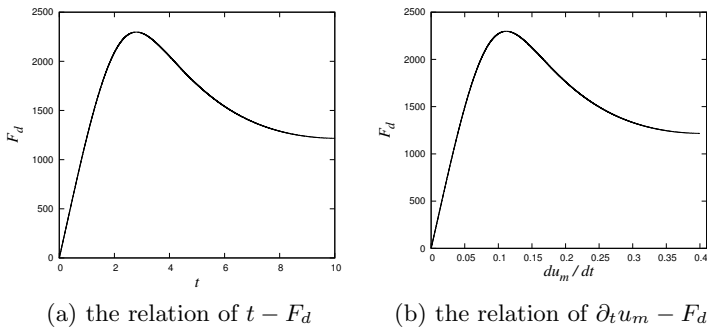 2500
2000
1500
1000
500
0
F_d
0 2 4 6 8 10
t
(a) the relation of t − F_d
2500
2000
1500
1000
500
0
F_d
0 0.05 0.1 0.15 0.2 0.25 0.3 0.35 0.4
du_m / dt
(b) the relation of ∂_t u_m − F_d